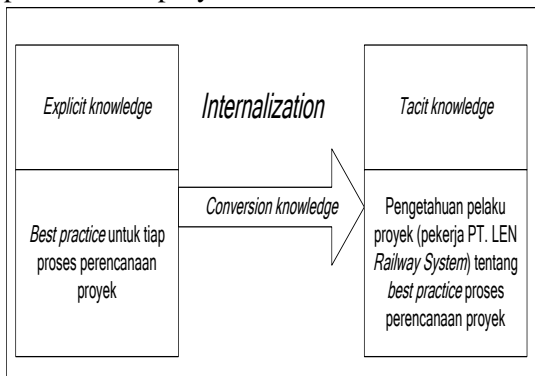 Explicit knowledge
Internalization
Tacit knowledge
Conversion knowledge
Best practice untuk tiap
proses perencanaan
proyek
Pengetahuan pelaku
proyek (pekerja PT. LEN
Railway System) tentang
best practice proses
perencanaan proyek